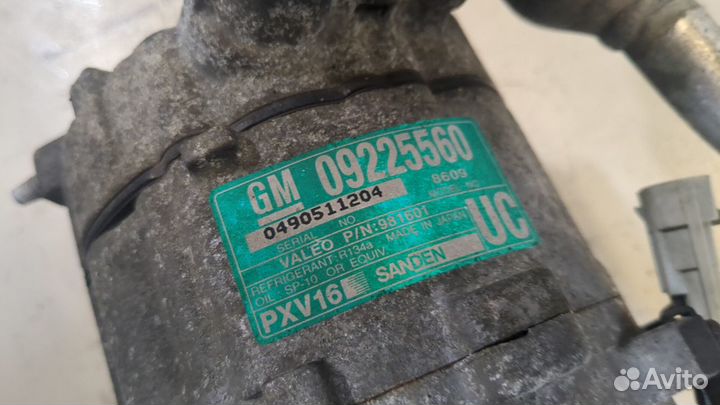 GM 09225560
0490511204 8609
SERIAL NO MODEL NO
VALEO P/N:981601 UC
REFRIGERANT:R134a MADE IN JAPAN
OIL SP-10 OR EQUIV
PXV16 SANDEN
Avito